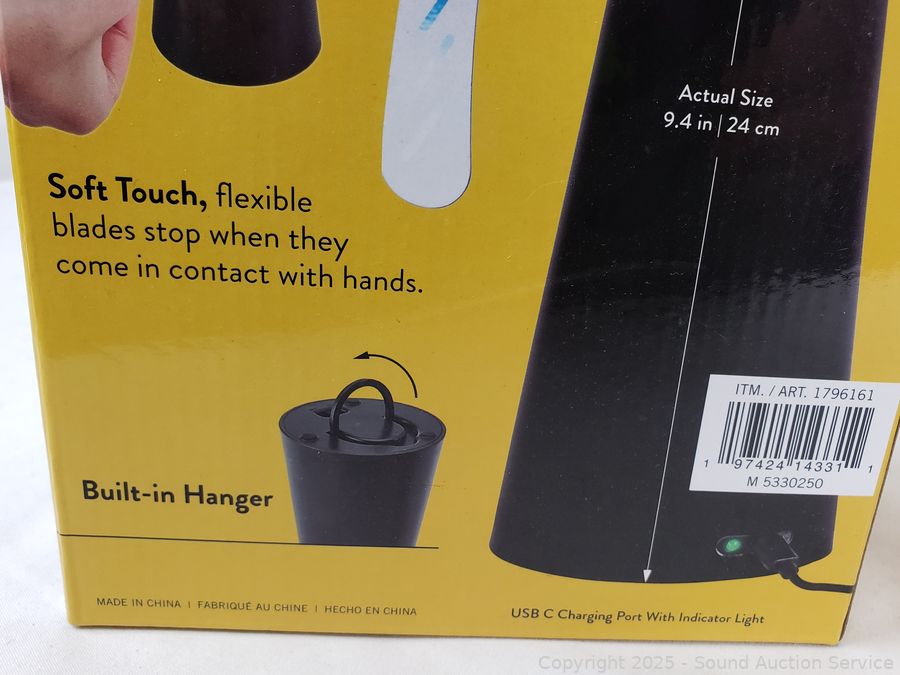 Actual Size
9.4 in | 24 cm
Soft Touch, flexible
blades stop when they
come in contact with hands.
ITM. / ART. 1796161
1 97424 14331 1
M 5330250
Built-in Hanger
MADE IN CHINA | FABRIQUÉ AU CHINE | HECHO EN CHINA
USB C Charging Port With Indicator Light
Copyright 2025 - Sound Auction Service